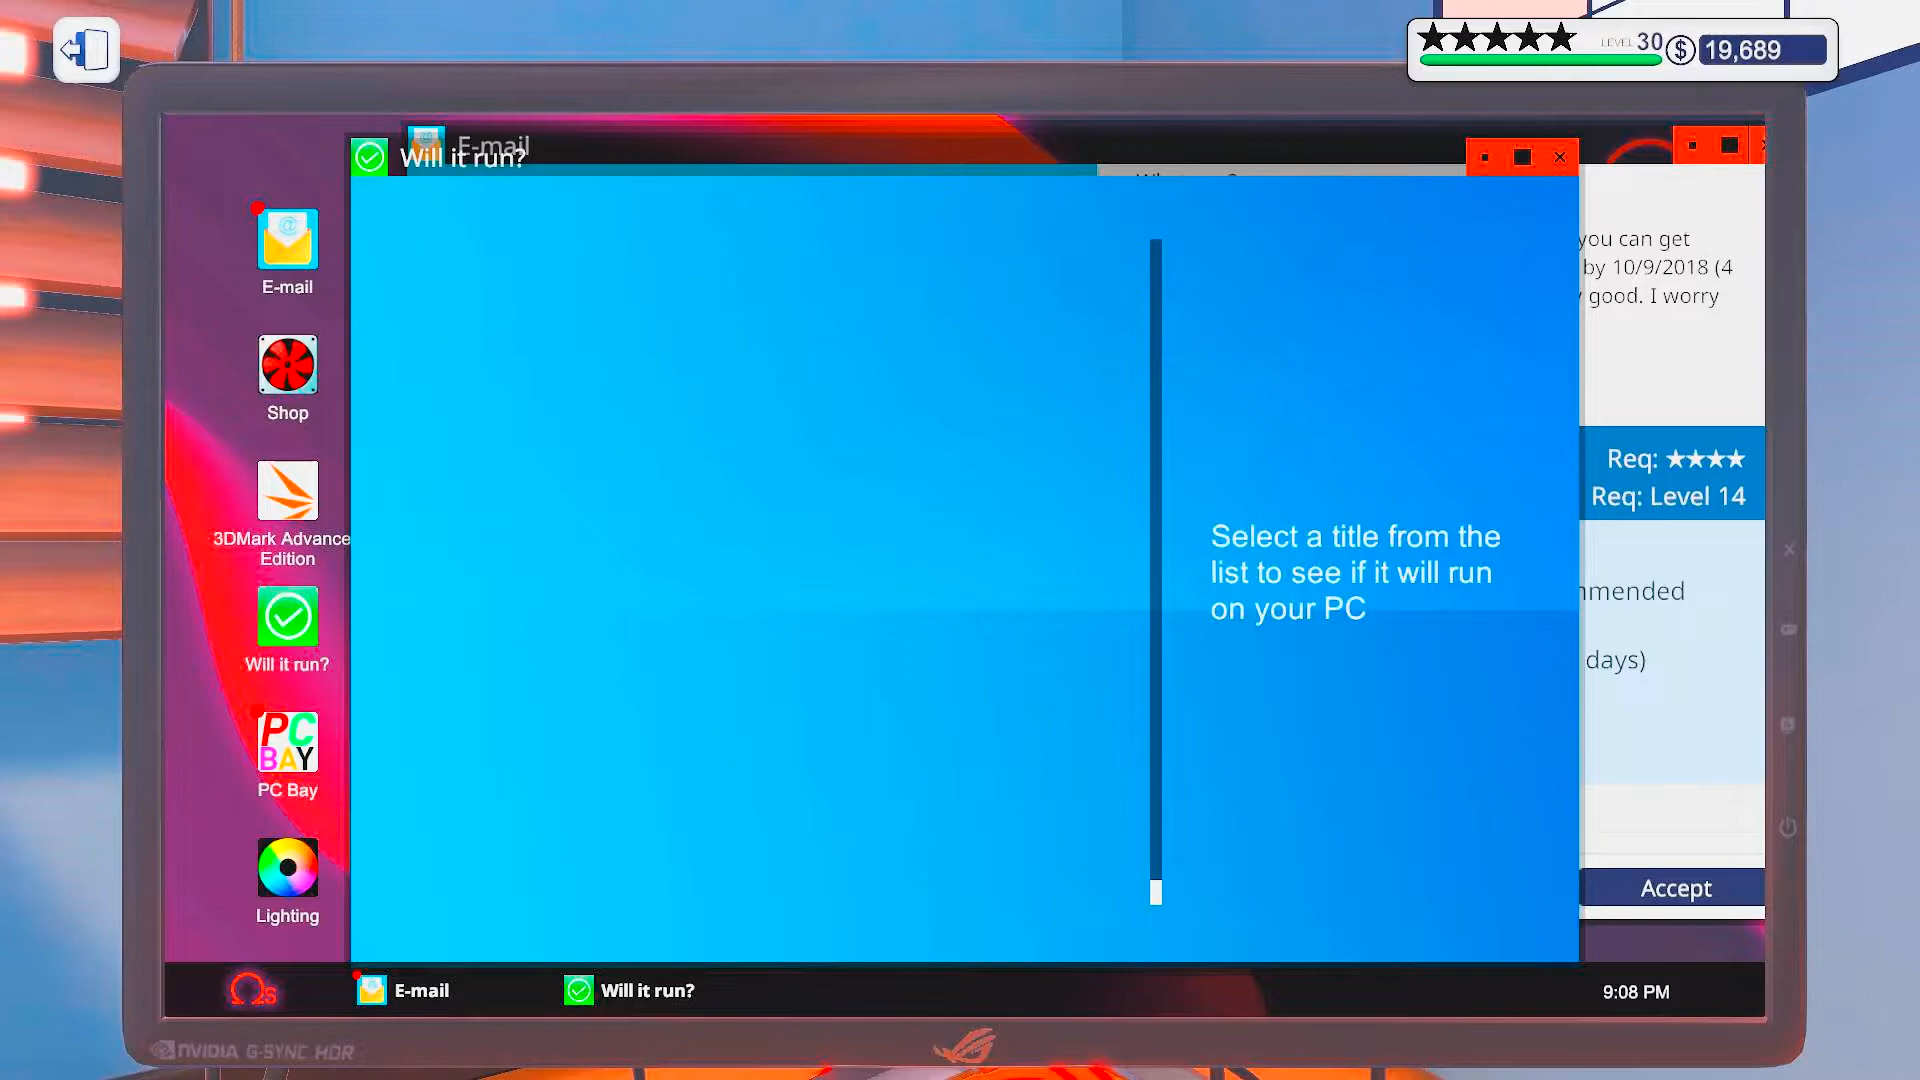 LEVEL 30
$ 19,689
E-mail
Will it run?
you can get
by 10/9/2018 (4
good. I worry
E-mail
Shop
3DMark Advance
Edition
Will it run?
PC
BAY
PC Bay
Lighting
Select a title from the
list to see if it will run
on your PC
Req: ★★★★
Req: Level 14
mmended
days)
Accept
E-mail
Will it run?
9:08 PM
NVIDIA G-SYNC HDR